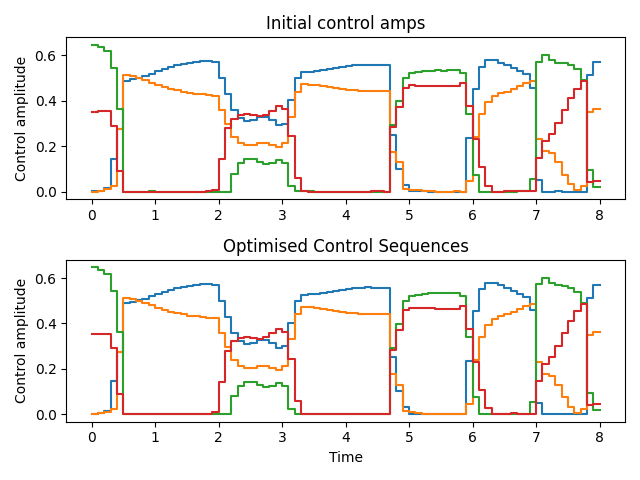 Initial control amps
Control amplitude
0.6
0.4
0.2
0.0
0 1 2 3 4 5 6 7 8
Optimised Control Sequences
Control amplitude
0.6
0.4
0.2
0.0
0 1 2 3 4 5 6 7 8
Time